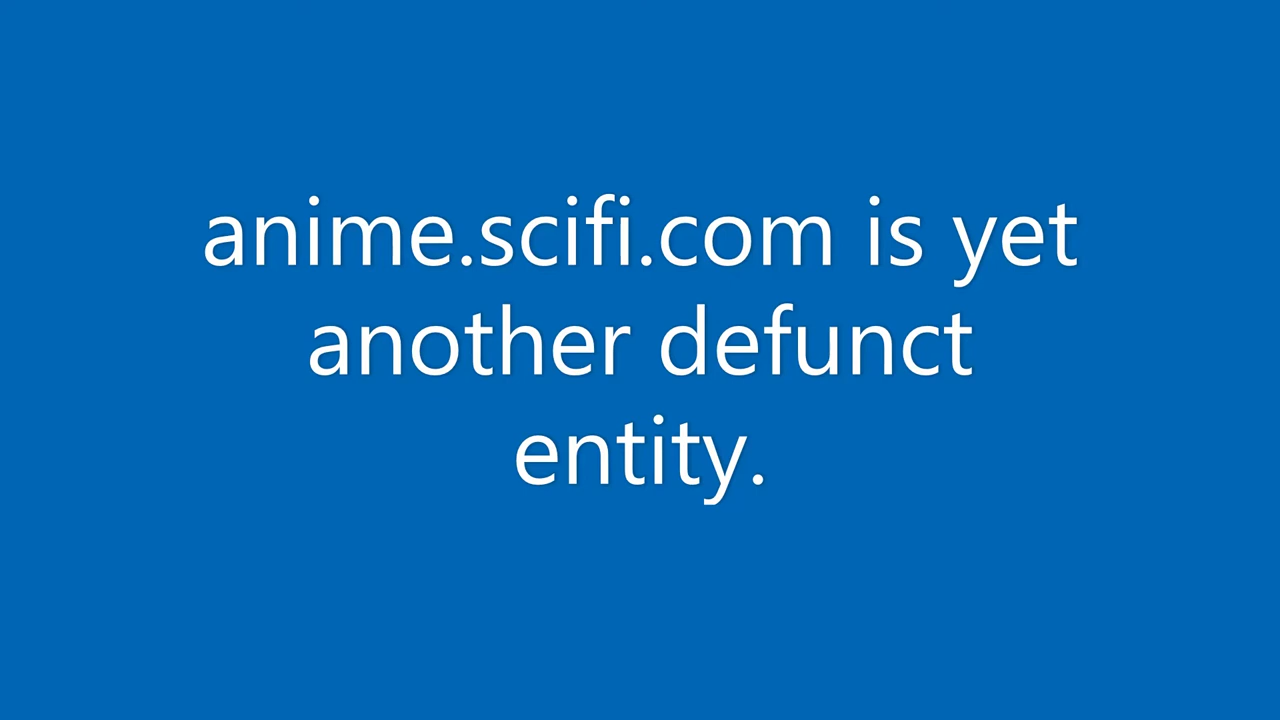 anime.scifi.com is yet
another defunct
entity.